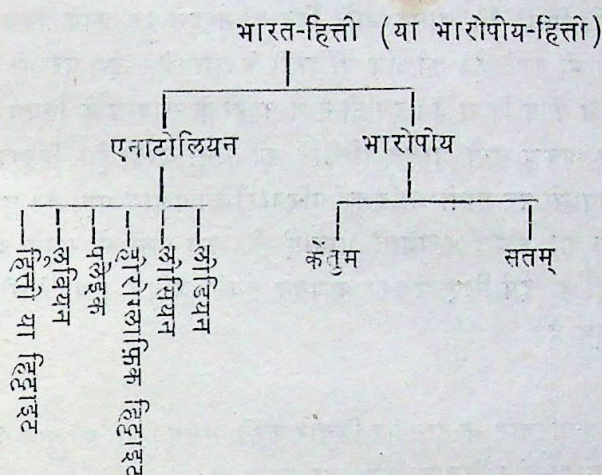 भारत-हित्ती (या भारोपीय-हित्ती)
एनाटोलियन भारोपीय
केंतुम सतम्
हित्ती या हिट्टाइट
लूवियन
पलेइक
हीरोग्लाफ़िक हिट्टाइट
लीसियन
लीडियन